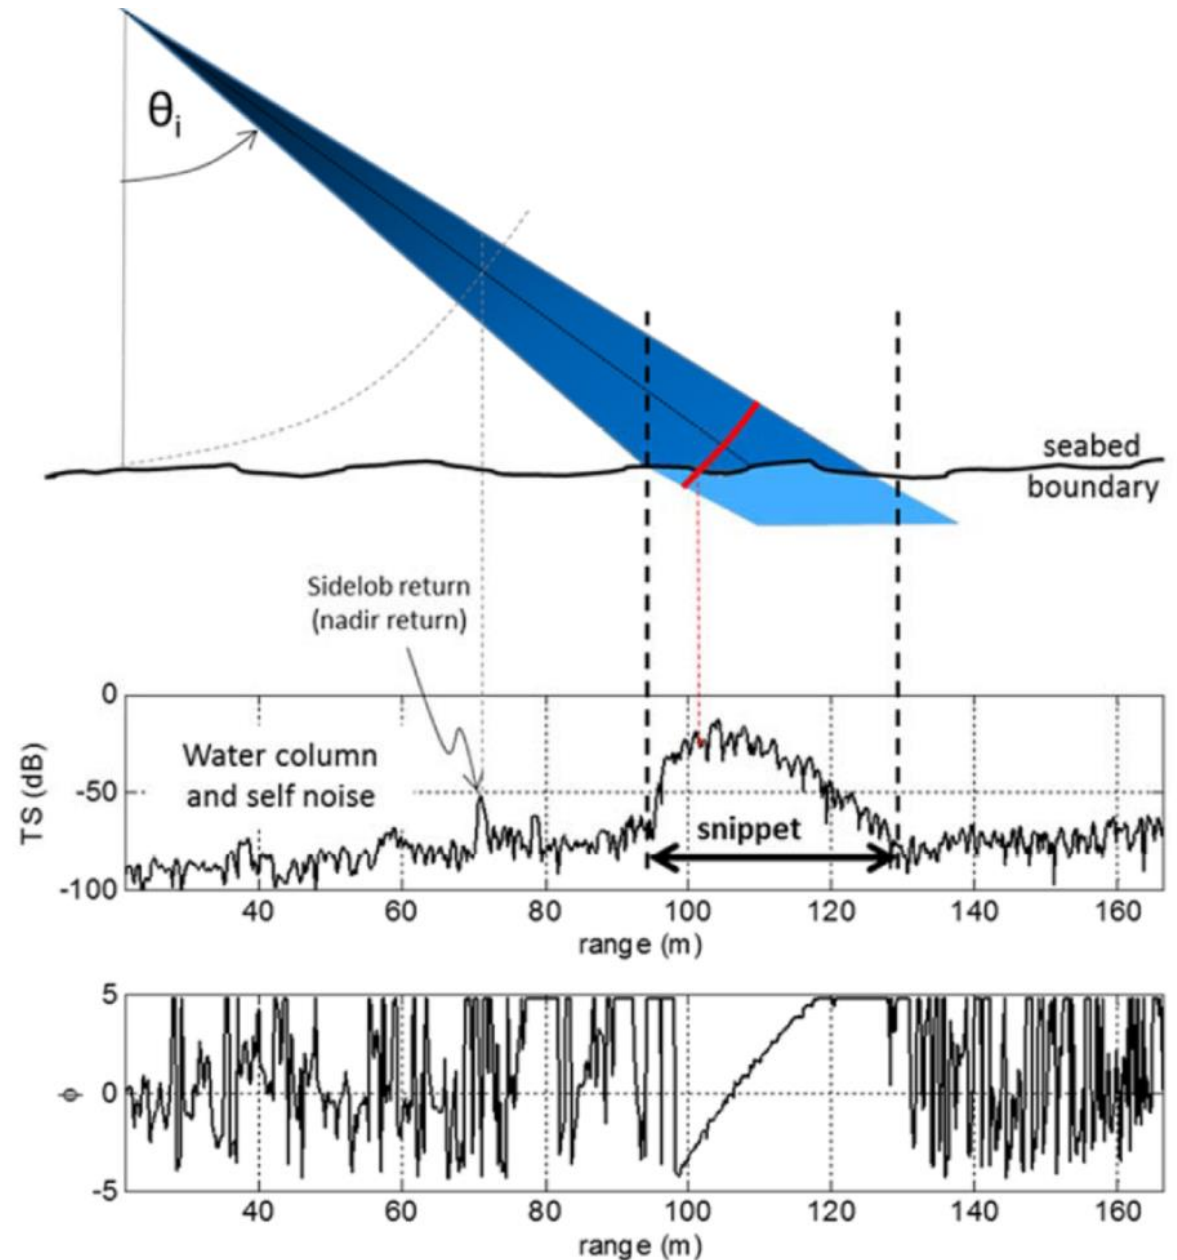 θi
seabed
boundary
Sidelob return
(nadir return)
0
-50
-100
TS (dB)
Water column
and self noise
snippet
40 60 80 100 120 140 160
range (m)
5
0
-5
ϕ
40 60 80 100 120 140 160
range (m)